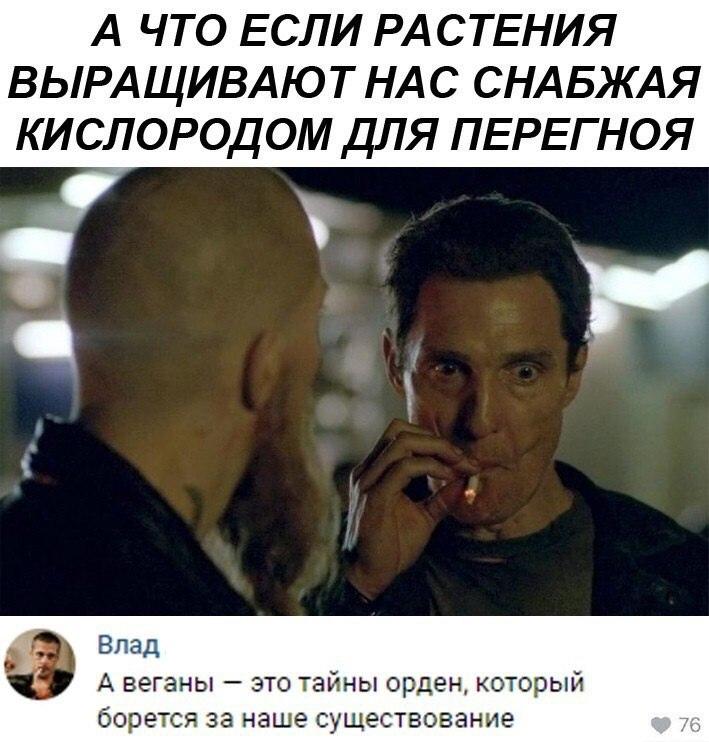 А ЧТО ЕСЛИ РАСТЕНИЯ
ВЫРАЩИВАЮТ НАС СНАБЖАЯ
КИСЛОРОДОМ ДЛЯ ПЕРЕГНОЯ
Влад
А веганы — это тайны орден, который
борется за наше существование
76